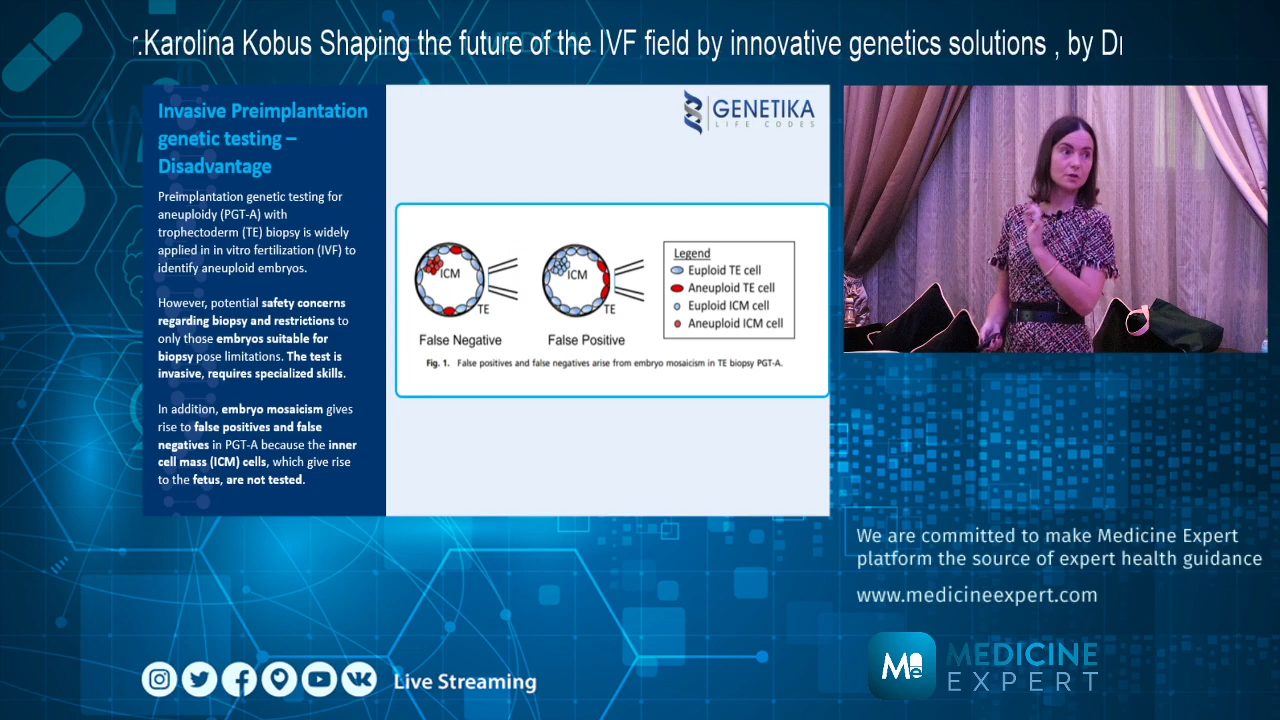 r.Karolina Kobus Shaping the future of the IVF field by innovative genetics solutions , by Dr
Invasive Preimplantation
genetic testing –
Disadvantage
Preimplantation genetic testing for
aneuploidy (PGT-A) with
trophectoderm (TE) biopsy is widely
applied in in vitro fertilization (IVF) to
identify aneuploid embryos.
However, potential safety concerns
regarding biopsy and restrictions to
only those embryos suitable for
biopsy pose limitations. The test is
invasive, requires specialized skills.
In addition, embryo mosaicism gives
rise to false positives and false
negatives in PGT-A because the inner
cell mass (ICM) cells, which give rise
to the fetus, are not tested.
GENETIKA
LIFE CODES
ICM
TE
False Negative
ICM
TE
False Positive
Legend
Euploid TE cell
Aneuploid TE cell
Euploid ICM cell
Aneuploid ICM cell
Fig. 1. False positives and false negatives arise from embryo mosaicism in TE biopsy PGT-A.
We are committed to make Medicine Expert
platform the source of expert health guidance
www.medicineexpert.com
Live Streaming
Me
MEDICINE
EXPERT